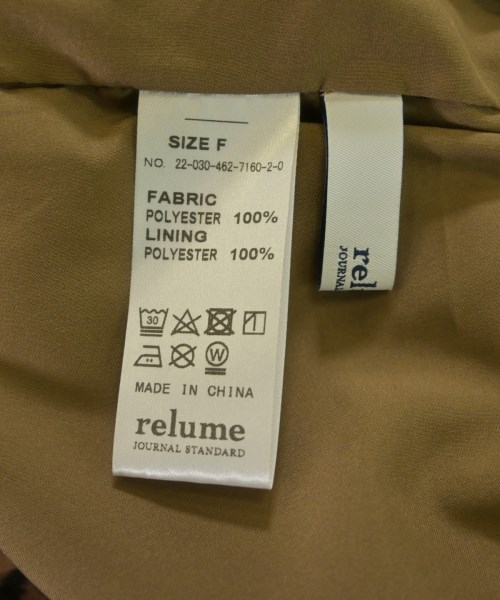 SIZE F
NO. 22-030-462-7160-2-0
FABRIC
POLYESTER 100%
LINING
POLYESTER 100%
30
W
MADE IN CHINA
relume
JOURNAL STANDARD
rel
JOURNAL